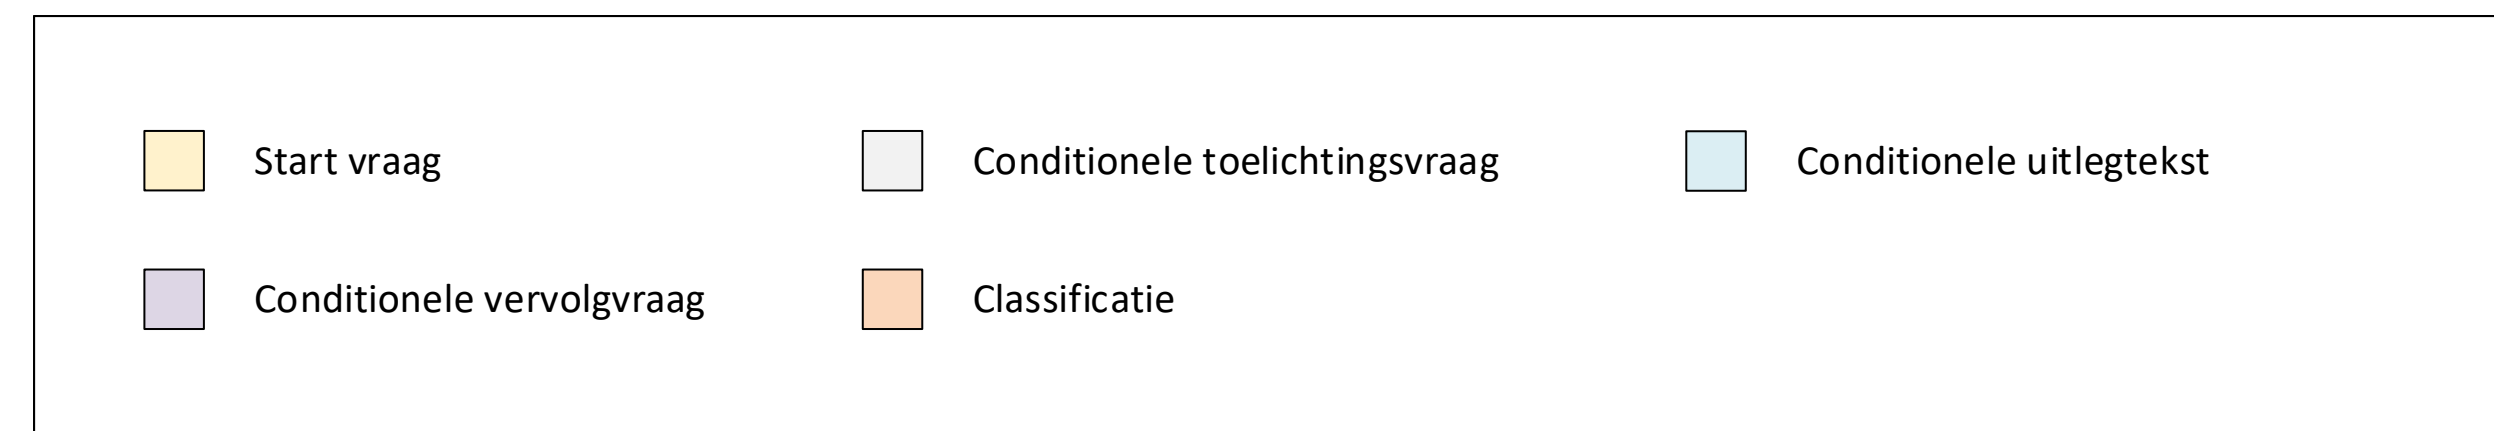 Start vraag
Conditionele toelichtingsvraag
Conditionele uitlegtekst
Conditionele vervolgvraag
Classificatie